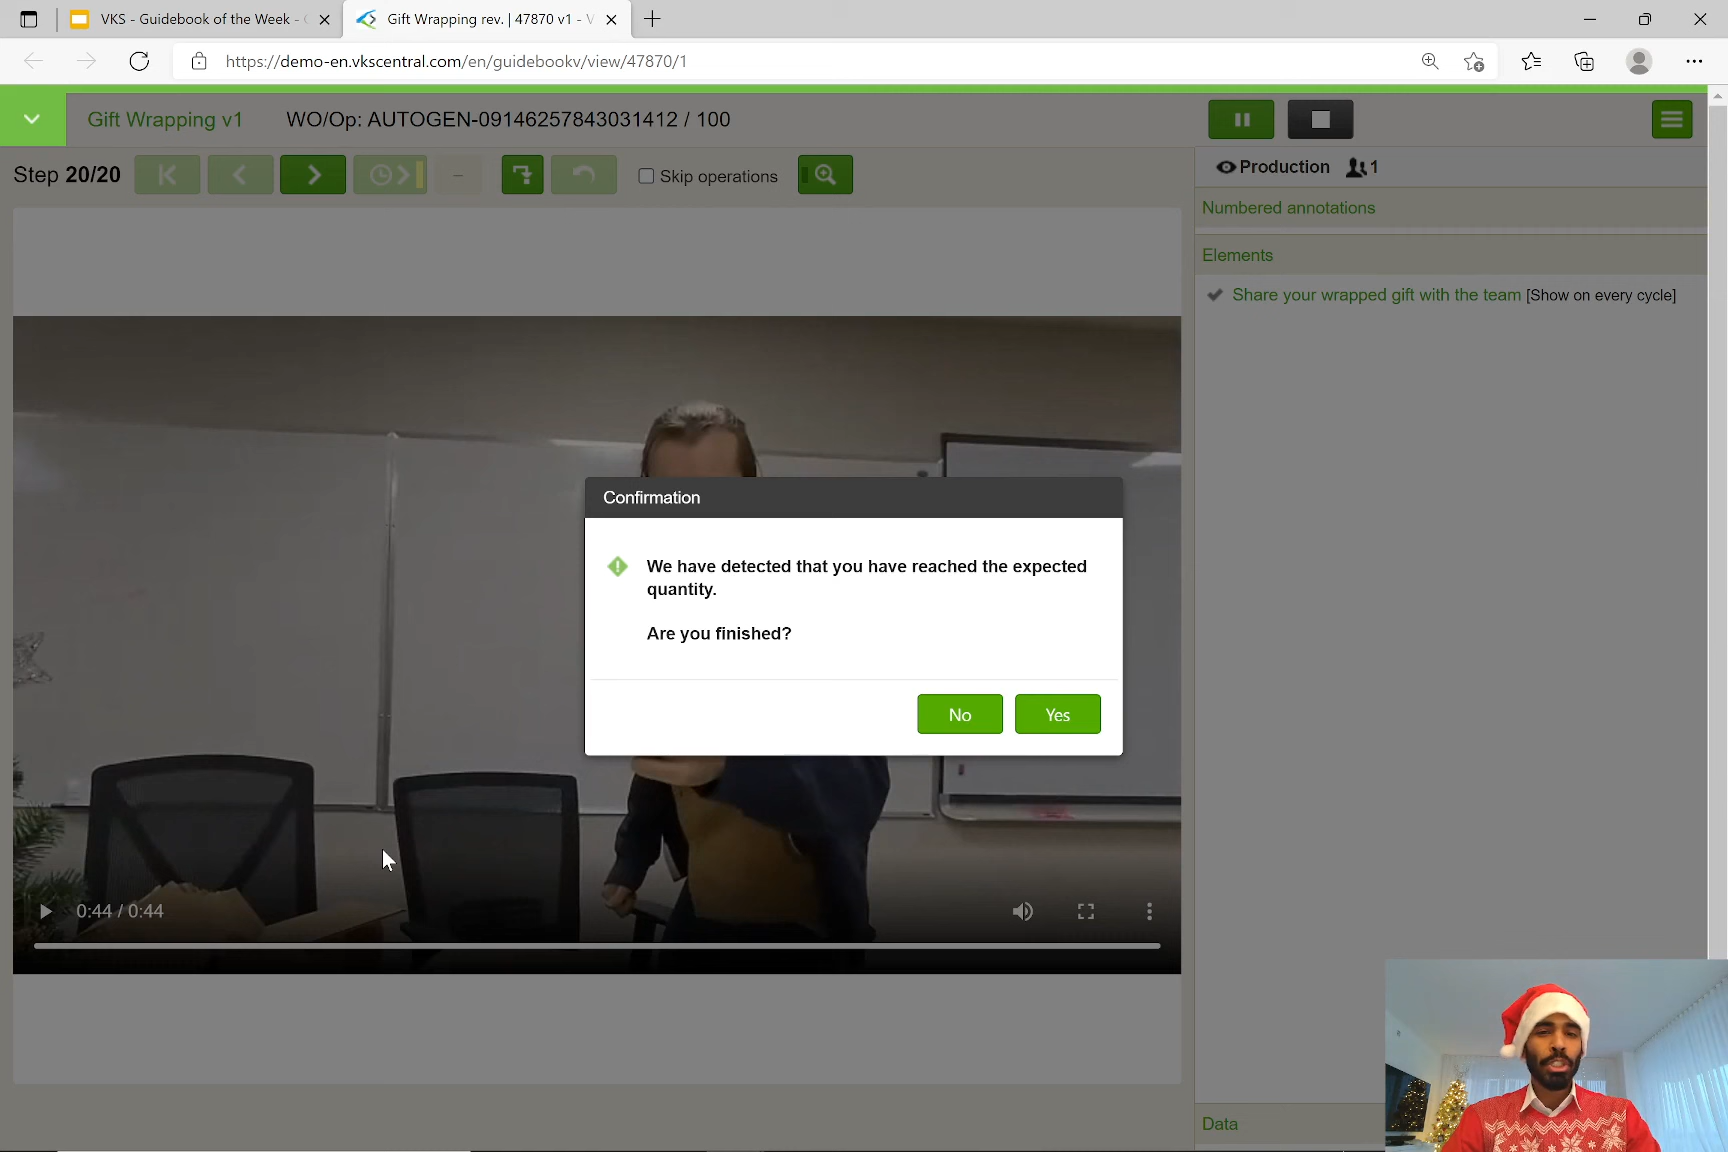 VKS - Guidebook of the Week -
Gift Wrapping rev. | 47870 v1 - V
https://demo-en.vkscentral.com/en/guidebookv/view/47870/1
Gift Wrapping v1
WO/Op: AUTOGEN-09146257843031412 / 100
Step 20/20
Skip operations
Production
1
Numbered annotations
Elements
Share your wrapped gift with the team [Show on every cycle]
Confirmation
We have detected that you have reached the expected
quantity.
Are you finished?
No
Yes
0:44 / 0:44
Data